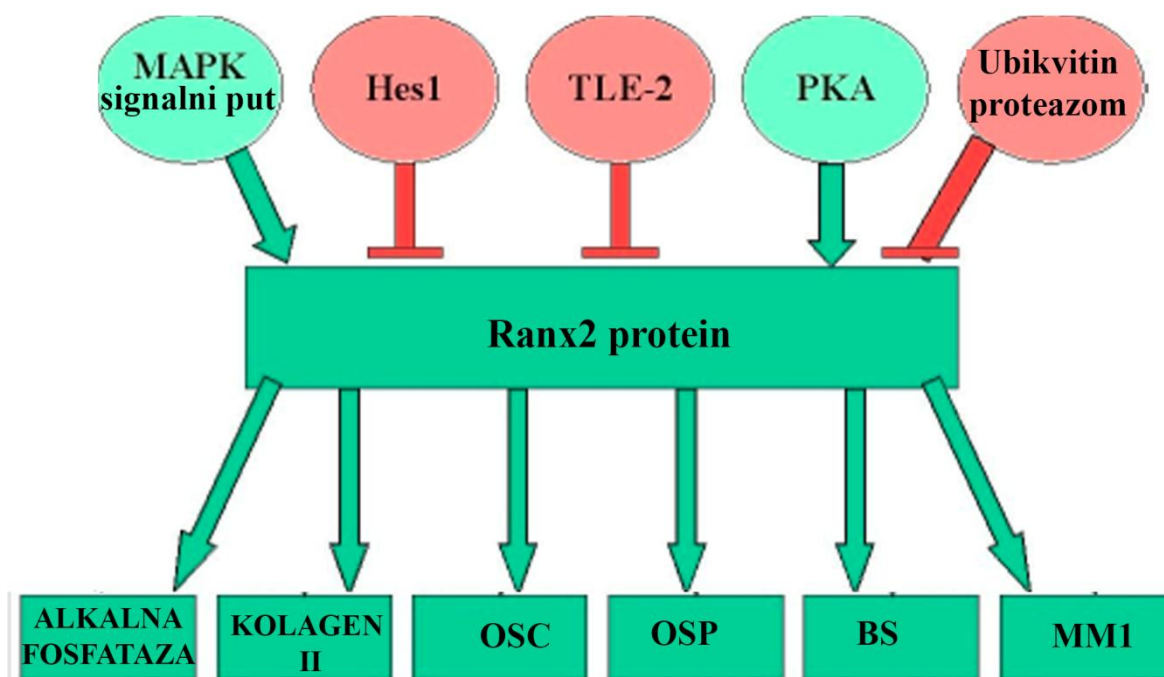 MAPK
signalni put
Hes1
TLE-2
PKA
Ubikvitin
proteazom
Ranx2 protein
ALKALNA
FOSFATAZA
KOLAGEN
II
OSC
OSP
BS
MM1